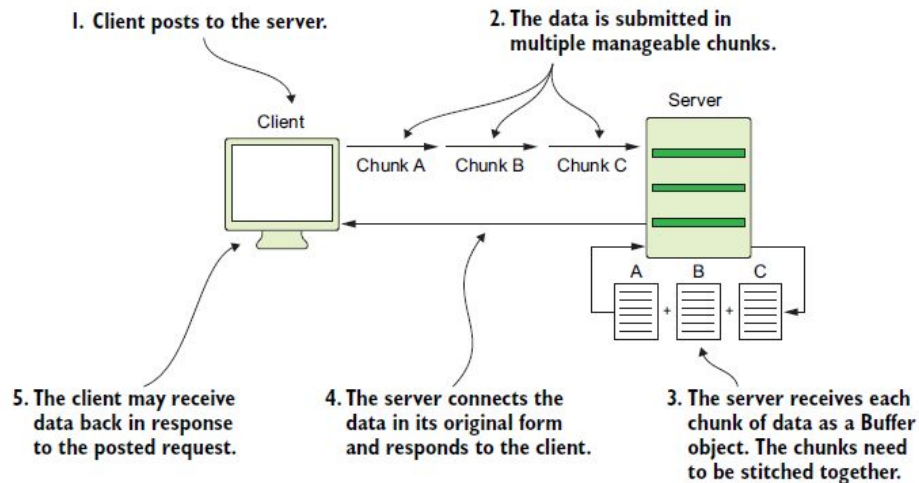 1. Client posts to the server.
2. The data is submitted in
multiple manageable chunks.
Client
Server
Chunk A
Chunk B
Chunk C
A
B
C
+
+
5. The client may receive
data back in response
to the posted request.
4. The server connects the
data in its original form
and responds to the client.
3. The server receives each
chunk of data as a Buffer
object. The chunks need
to be stitched together.